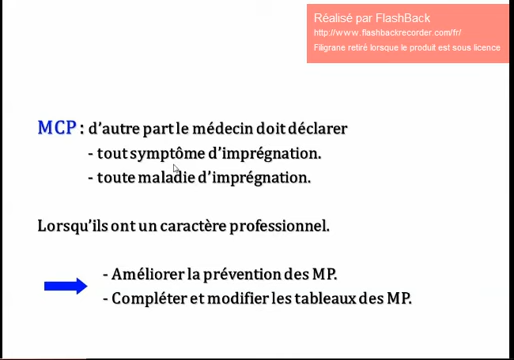 Réalisé par FlashBack
http://www.flashbackrecorder.com/fr/
Filigrane retiré lorsque le produit est sous licence
MCP : d'autre part le médecin doit déclarer
- tout symptôme d'imprégnation.
- toute maladie d'imprégnation.
Lorsqu'ils ont un caractère professionnel.
- Améliorer la prévention des MP.
- Compléter et modifier les tableaux des MP.